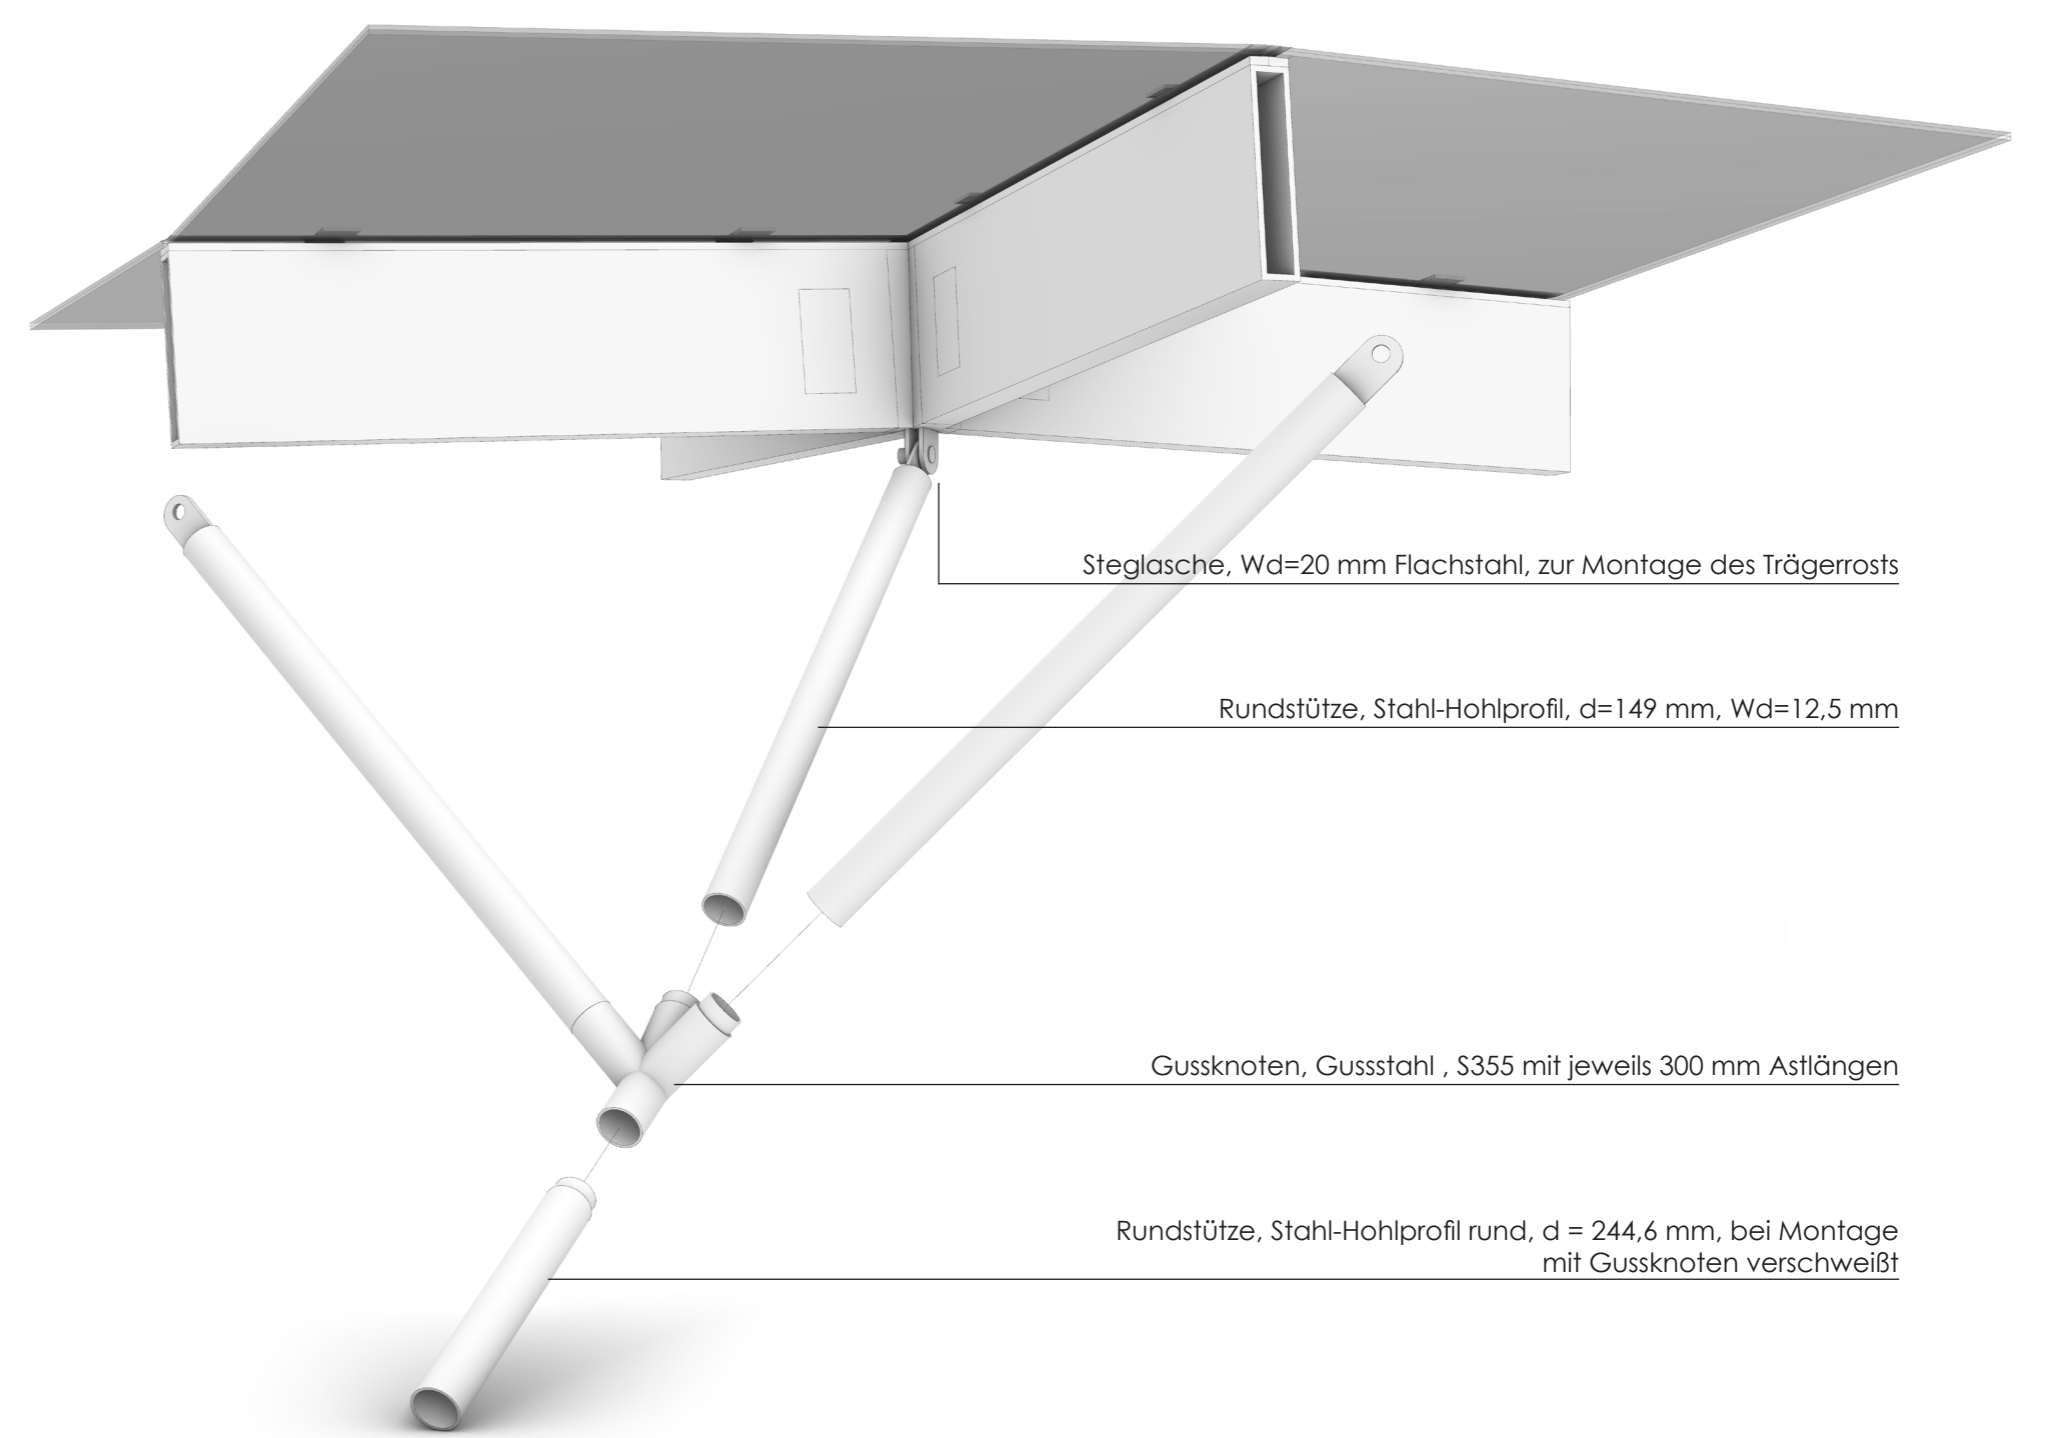 Steglasche, Wd=20 mm Flachstahl, zur Montage des Trägerrosts
Rundstütze, Stahl-Hohlprofil, d=149 mm, Wd=12,5 mm
Gussknoten, Gussstahl , S355 mit jeweils 300 mm Astlängen
Rundstütze, Stahl-Hohlprofil rund, d = 244,6 mm, bei Montage
mit Gussknoten verschweißt